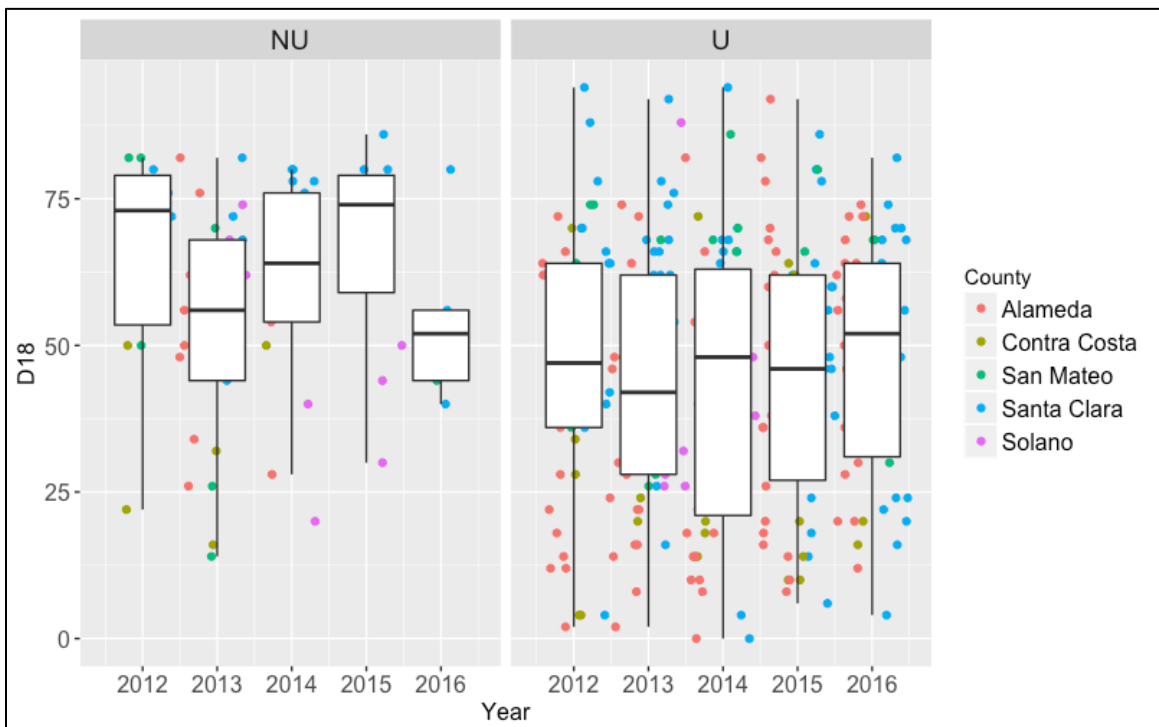 NU U
75
50
25
0
D18
2012 2013 2014 2015 2016 2012 2013 2014 2015 2016
Year
County
Alameda
Contra Costa
San Mateo
Santa Clara
Solano